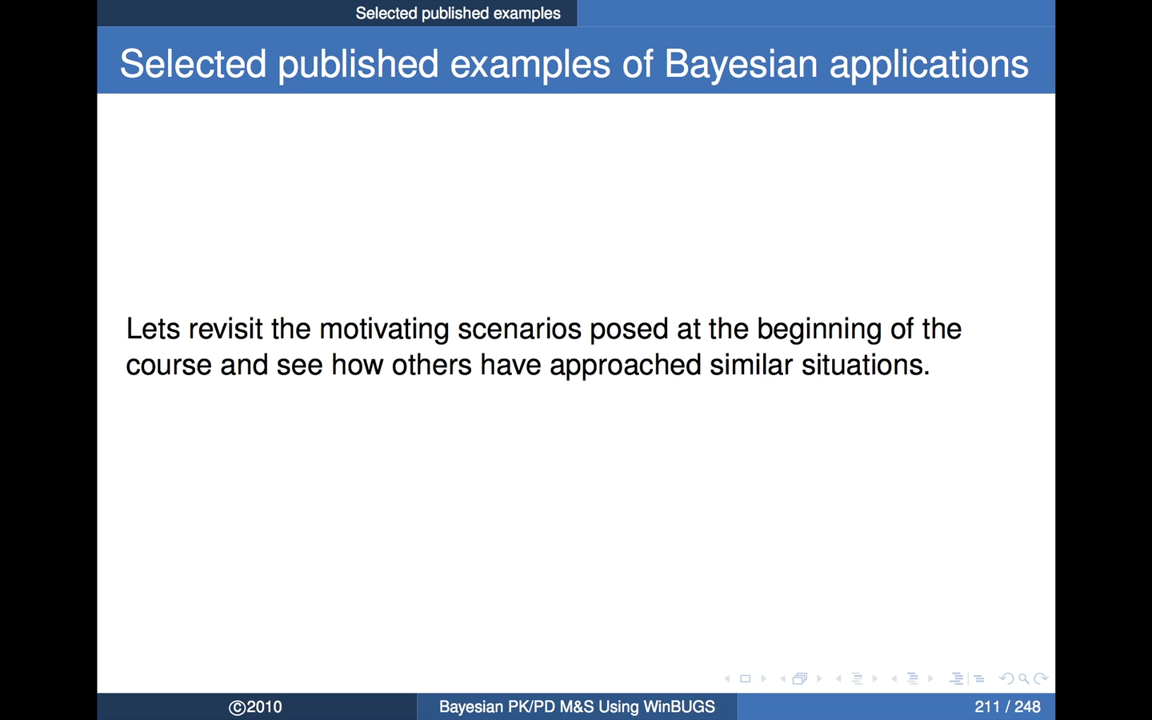 Selected published examples
Selected published examples of Bayesian applications
Lets revisit the motivating scenarios posed at the beginning of the
course and see how others have approached similar situations.
©2010
Bayesian PK/PD M&S Using WinBUGS
211 / 248